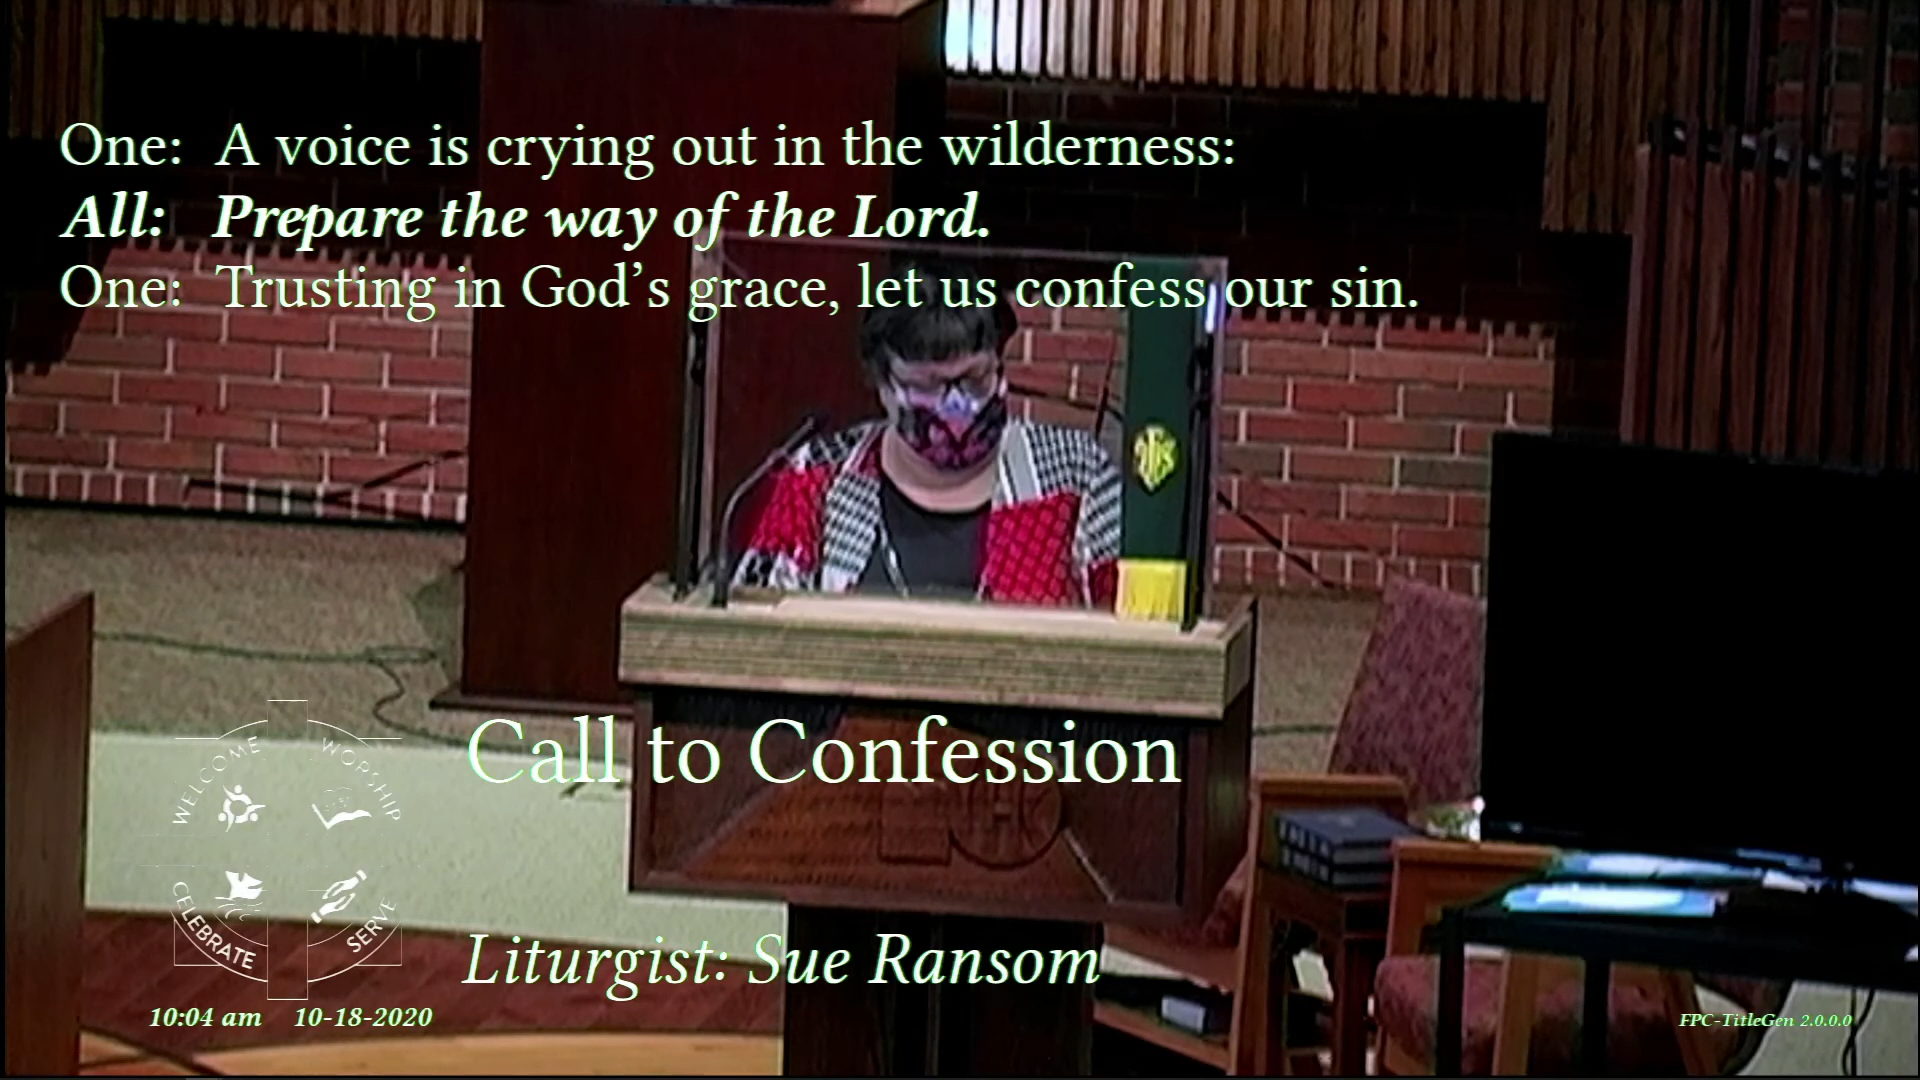 One: A voice is crying out in the wilderness:
All: Prepare the way of the Lord.
One: Trusting in God’s grace, let us confess our sin.
Call to Confession
WELCOME WORSHIP
CELEBRATE SERVE
Liturgist: Sue Ransom
10:04 am 10-18-2020
FPC-TitleGen 2.0.0.0